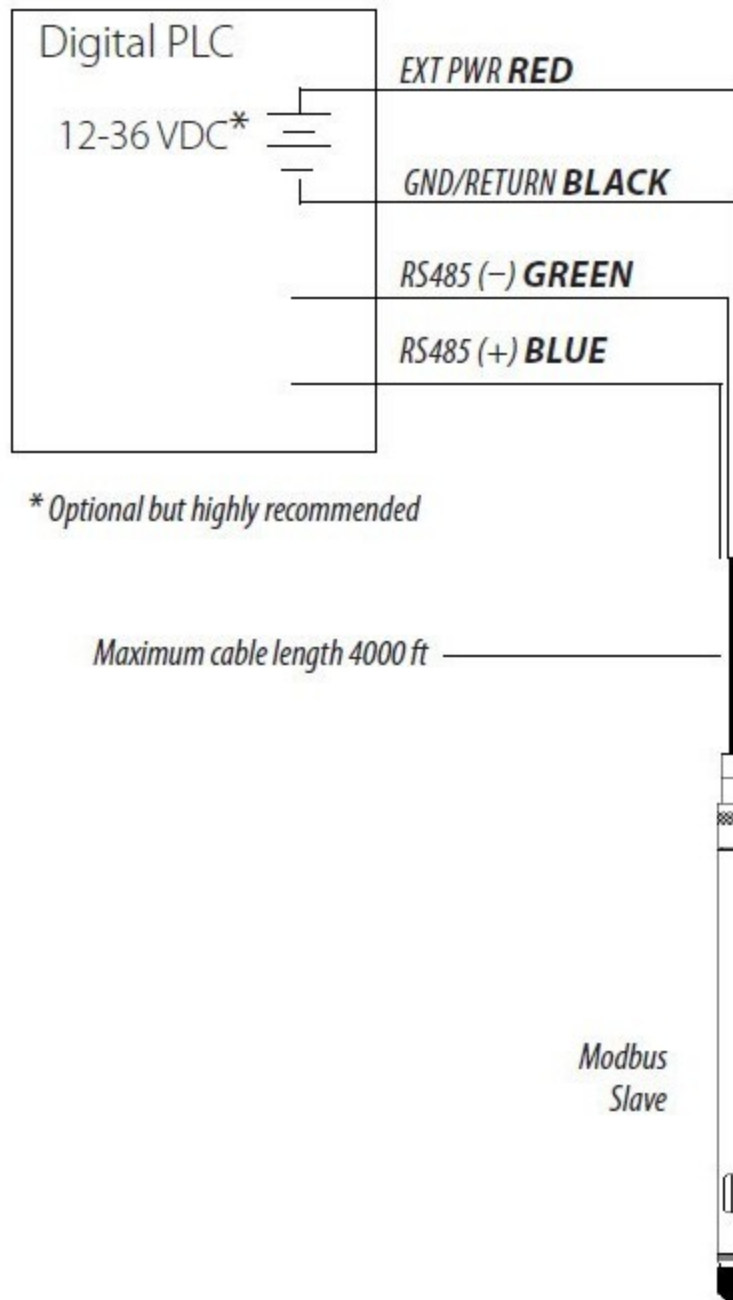 Digital PLC
EXT PWR RED
12-36 VDC*
GND/RETURN BLACK
RS485 (−) GREEN
RS485 (+) BLUE
* Optional but highly recommended
Maximum cable length 4000 ft
Modbus
Slave